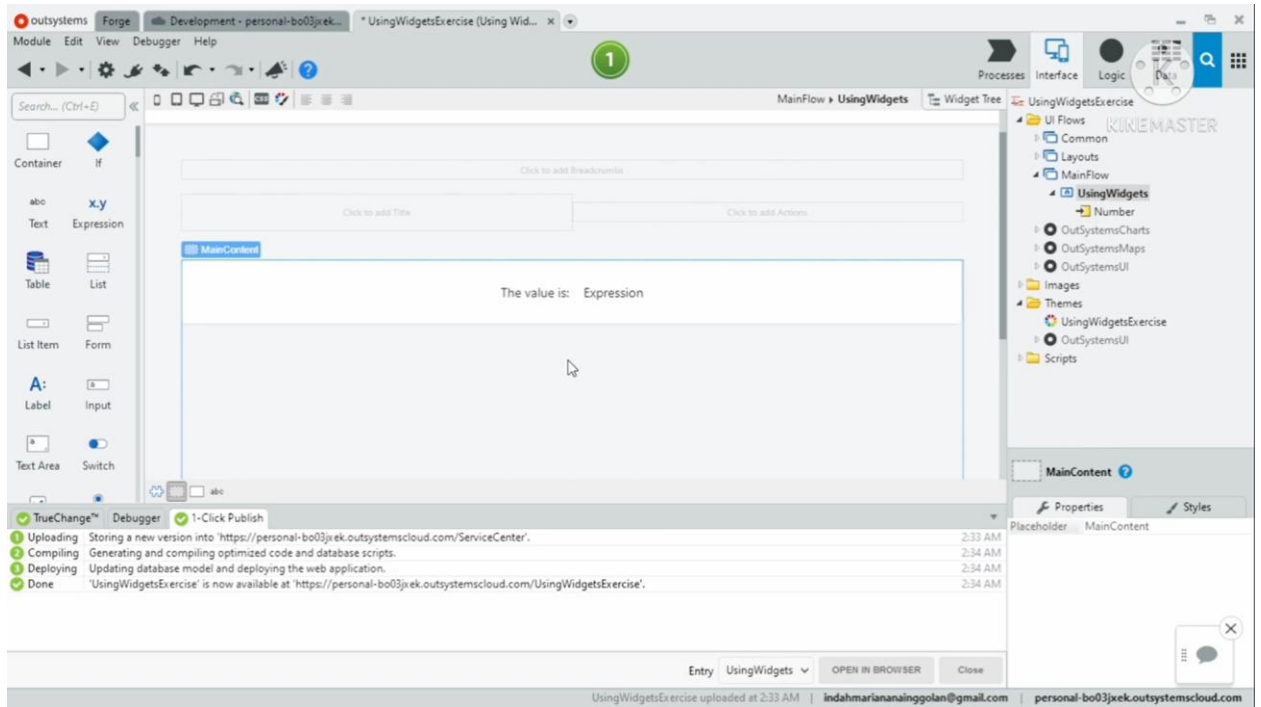 outsystems Forge Development - personal-bo03jxek... * UsingWidgetsExercise (Using Wid...
Module Edit View Debugger Help
1
Processes Interface Logic Data
Search... (Ctrl+E)
MainFlow UsingWidgets Widget Tree
UsingWidgetsExercise
UI Flows
KINEMASTER
Common
Layouts
MainFlow
UsingWidgets
Number
OutSystemsCharts
OutSystemsMaps
OutSystemsUI
Images
Themes
UsingWidgetsExercise
OutSystemsUI
Scripts
Container If
abc x.y
Text Expression
Table List
List Item Form
A:
Label Input
Text Area Switch
Click to add Breadcrumbs
Click to add Title Click to add Actions
MainContent
The value is: Expression
abc
MainContent
Properties Styles
Placeholder MainContent
TrueChange™ Debugger 1-Click Publish
1 Uploading Storing a new version into 'https://personal-bo03jxek.outsystemscloud.com/ServiceCenter'. 2:33 AM
2 Compiling Generating and compiling optimized code and database scripts. 2:34 AM
3 Deploying Updating database model and deploying the web application. 2:34 AM
Done 'UsingWidgetsExercise' is now available at 'https://personal-bo03jxek.outsystemscloud.com/UsingWidgetsExercise'. 2:34 AM
Entry UsingWidgets OPEN IN BROWSER Close
UsingWidgetsExercise uploaded at 2:33 AM | indahmariananainggolan@gmail.com | personal-bo03jxek.outsystemscloud.com